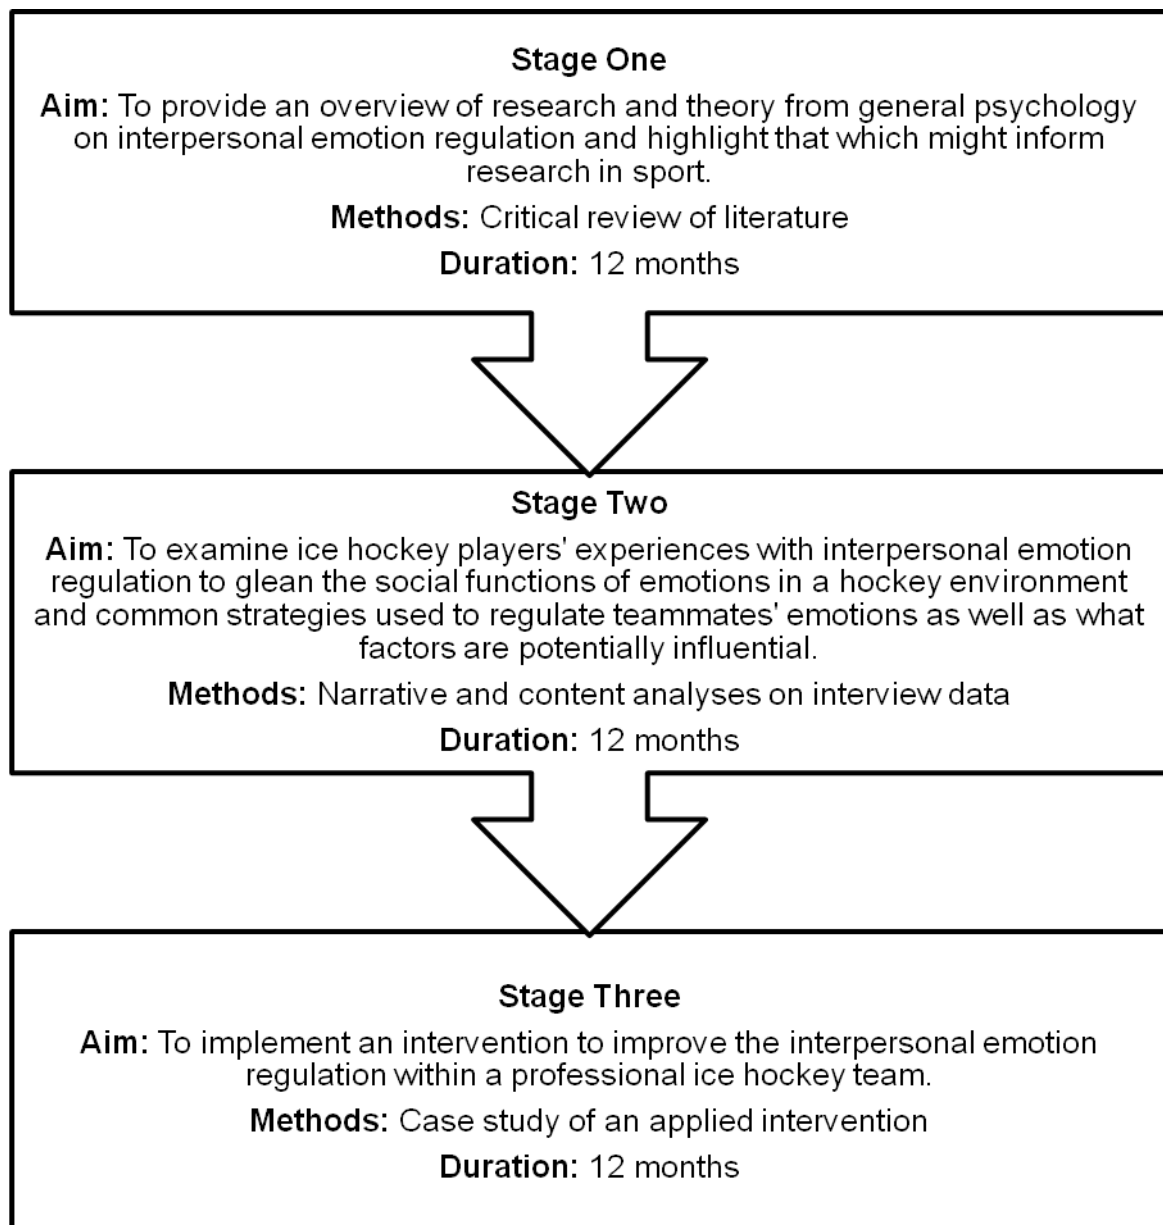 Stage One
Aim: To provide an overview of research and theory from general psychology
on interpersonal emotion regulation and highlight that which might inform
research in sport.
Methods: Critical review of literature
Duration: 12 months
Stage Two
Aim: To examine ice hockey players' experiences with interpersonal emotion
regulation to glean the social functions of emotions in a hockey environment
and common strategies used to regulate teammates' emotions as well as what
factors are potentially influential.
Methods: Narrative and content analyses on interview data
Duration: 12 months
Stage Three
Aim: To implement an intervention to improve the interpersonal emotion
regulation within a professional ice hockey team.
Methods: Case study of an applied intervention
Duration: 12 months